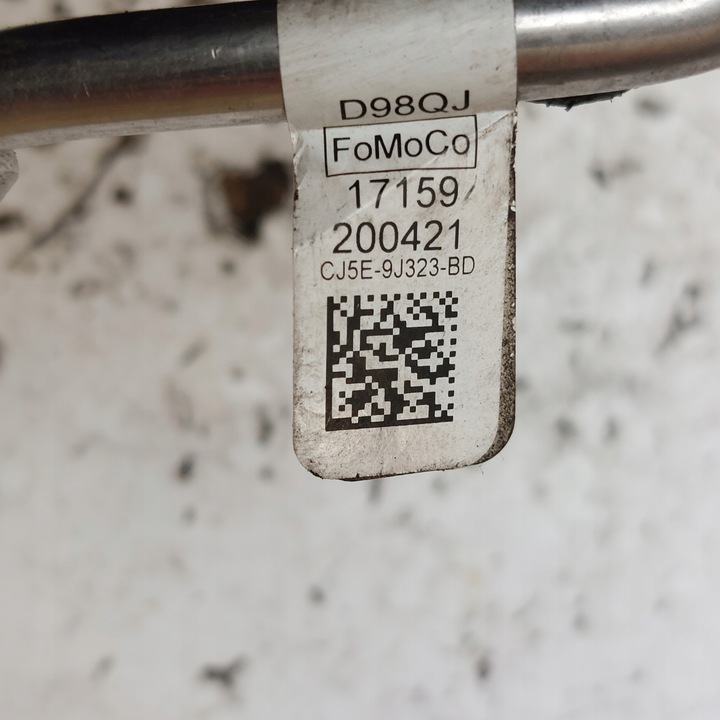 D98QJ
FoMoCo
17159
200421
CJ5E-9J323-BD